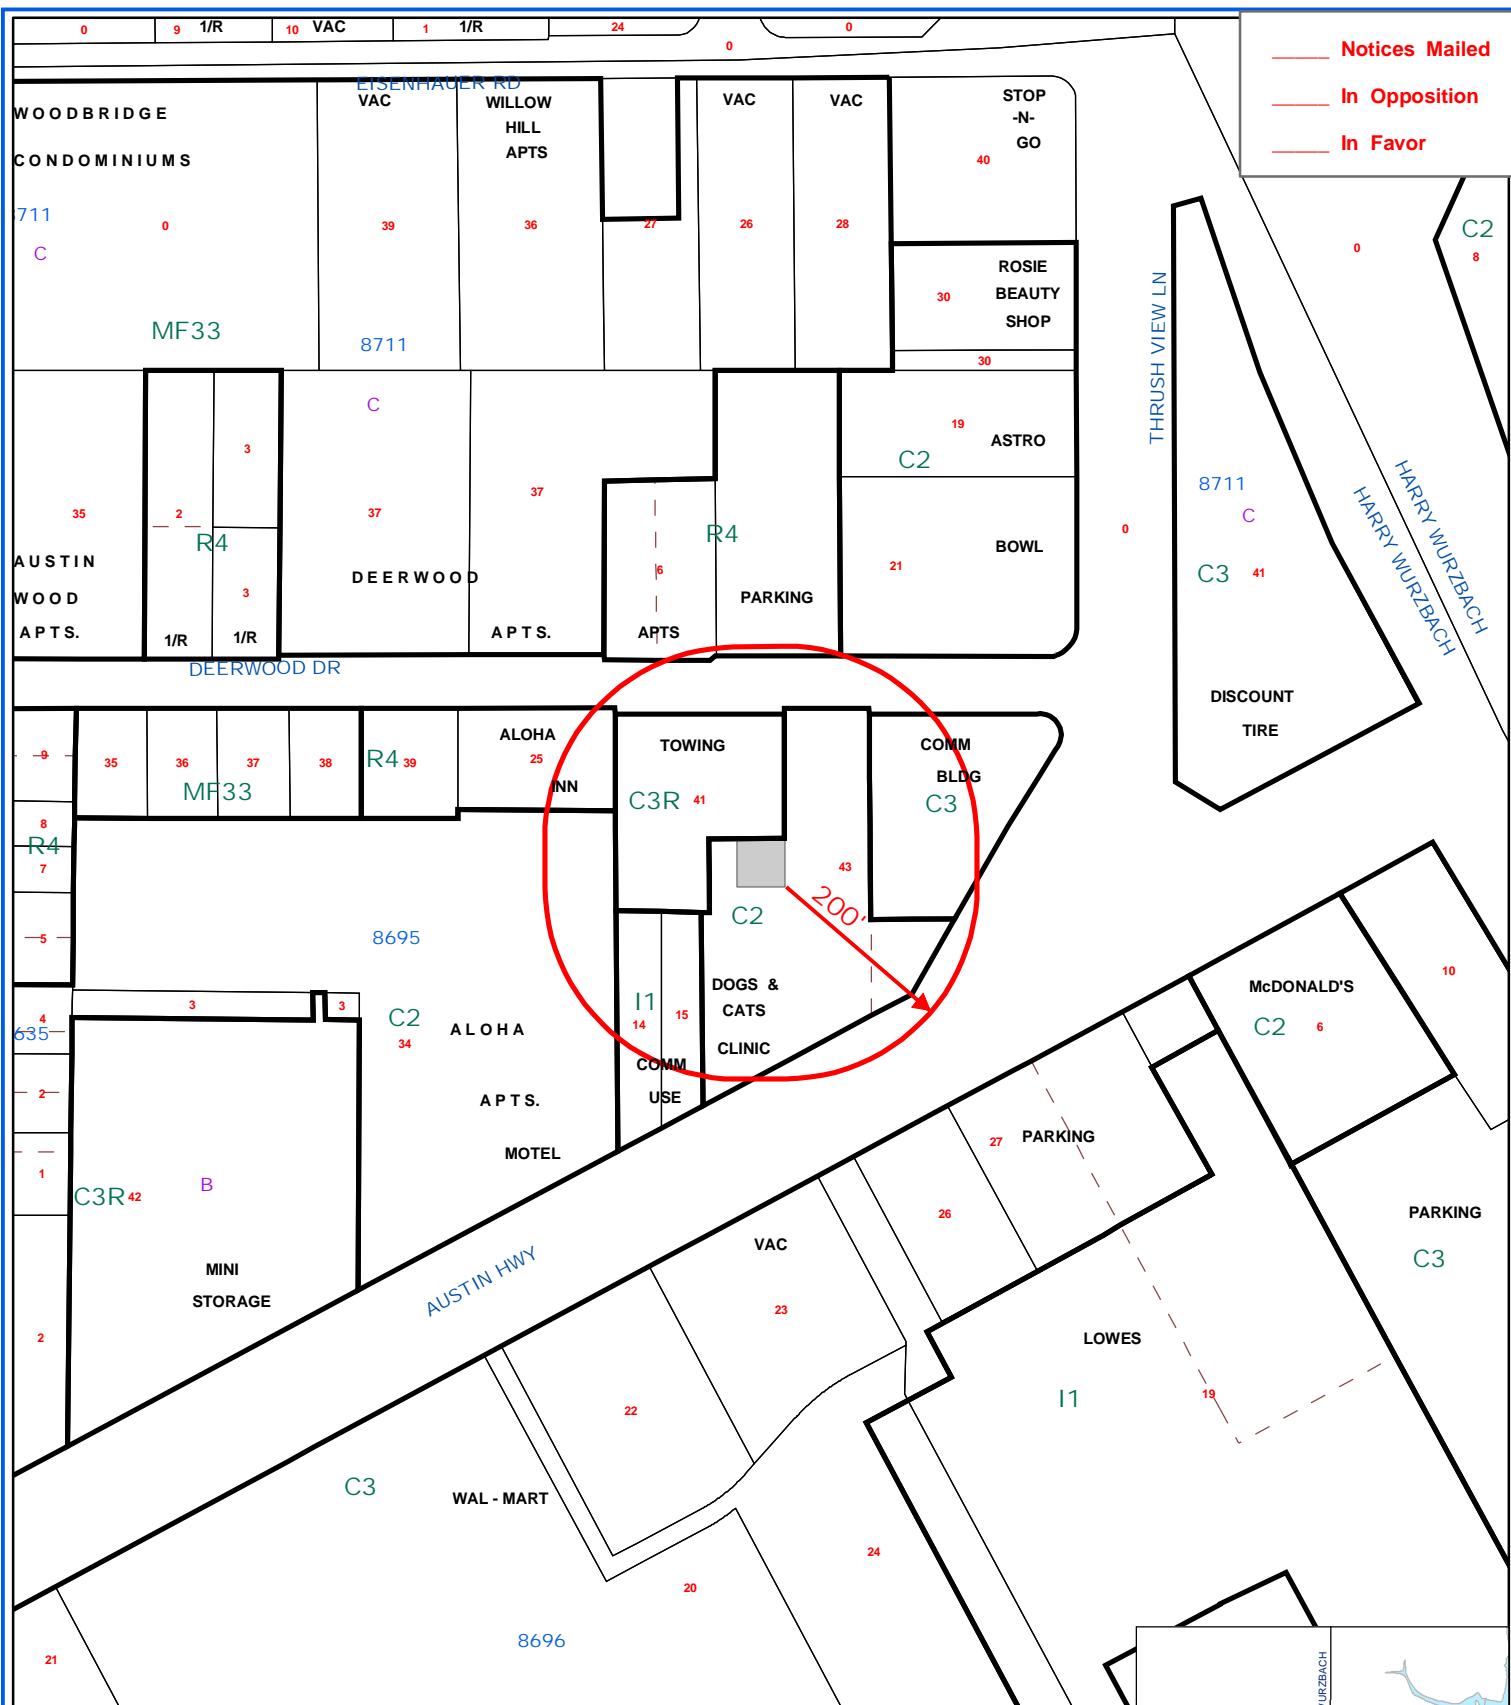 0
9 1/R
10 VAC
1 1/R
24
0
0
_____ Notices Mailed
_____ In Opposition
_____ In Favor
EISENHAUER RD
WOODBRIDGE
CONDOMINIUMS
711
C
0
MF33
VAC
39
8711
WILLOW
HILL
APTS
36
27
VAC
26
VAC
28
STOP
-N-
GO
40
ROSIE
BEAUTY
SHOP
30
30
THRUSH VIEW LN
0
C2
8
HARRY WURZBACH
HARRY WURZBACH
35
AUSTIN
WOOD
APTS.
2
R4
3
3
1/R
1/R
C
37
DEERWOOD
37
APTS.
6
APTS
R4
PARKING
19
C2
ASTRO
21
BOWL
0
8711
C
C3
41
DISCOUNT
TIRE
DEERWOOD DR
9
35
36
37
38
MF33
R4
39
ALOHA
25
INN
TOWING
C3R
41
COMM
BLDG
C3
8
R4
7
5
43
200'
C2
8695
DOGS &
CATS
CLINIC
I1
14
15
COMM
USE
3
3
4
635
C2
34
ALOHA
APTS.
MOTEL
2
1
C3R
42
B
MINI
STORAGE
2
McDONALD'S
C2
6
10
27
PARKING
26
PARKING
C3
AUSTIN HWY
VAC
23
22
LOWES
I1
19
C3
WAL - MART
24
20
8696
21
URZBACH